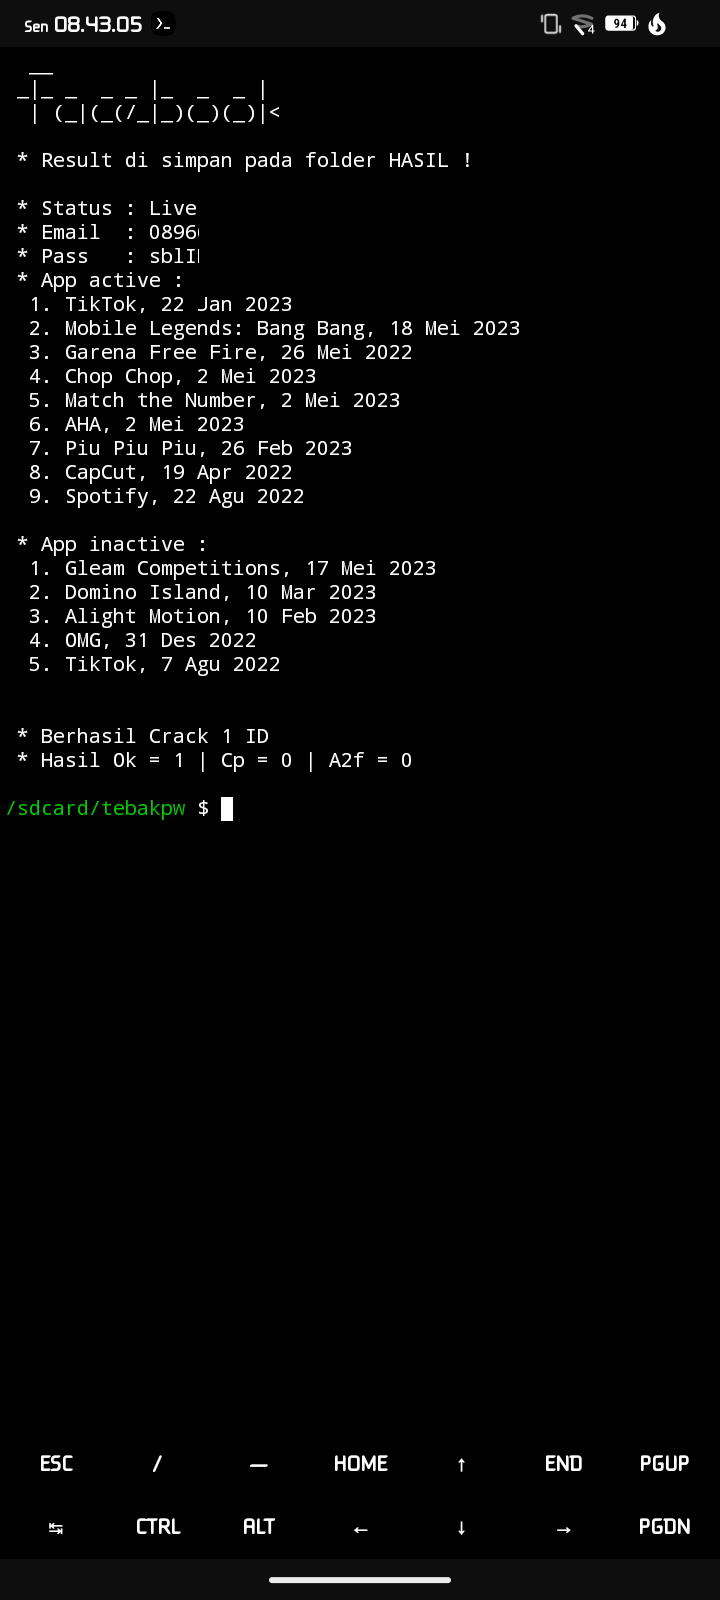 Sen 08.43.05
4
94
* Result di simpan pada folder HASIL !
* Status : Live
* Email  : 0896
* Pass   : sblI
* App active :
1. TikTok, 22 Jan 2023
2. Mobile Legends: Bang Bang, 18 Mei 2023
3. Garena Free Fire, 26 Mei 2022
4. Chop Chop, 2 Mei 2023
5. Match the Number, 2 Mei 2023
6. AHA, 2 Mei 2023
7. Piu Piu Piu, 26 Feb 2023
8. CapCut, 19 Apr 2022
9. Spotify, 22 Agu 2022
* App inactive :
1. Gleam Competitions, 17 Mei 2023
2. Domino Island, 10 Mar 2023
3. Alight Motion, 10 Feb 2023
4. OMG, 31 Des 2022
5. TikTok, 7 Agu 2022
* Berhasil Crack 1 ID
* Hasil Ok = 1 | Cp = 0 | A2f = 0
/sdcard/tebakpw $
ESC / — HOME ↑ END PGUP
↹ CTRL ALT ← ↓ → PGDN